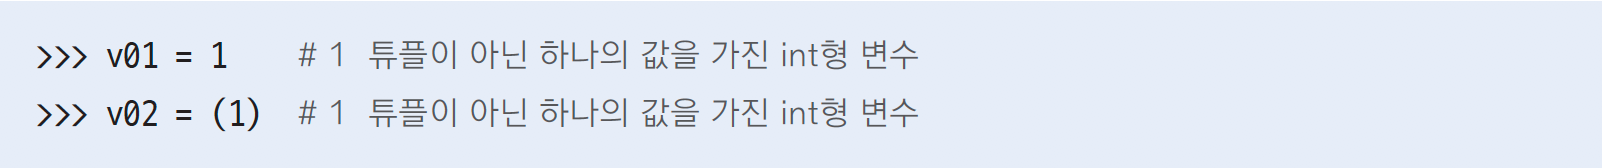 >>> v01 = 1 # 1 튜플이 아닌 하나의 값을 가진 int형 변수
>>> v02 = (1) # 1 튜플이 아닌 하나의 값을 가진 int형 변수